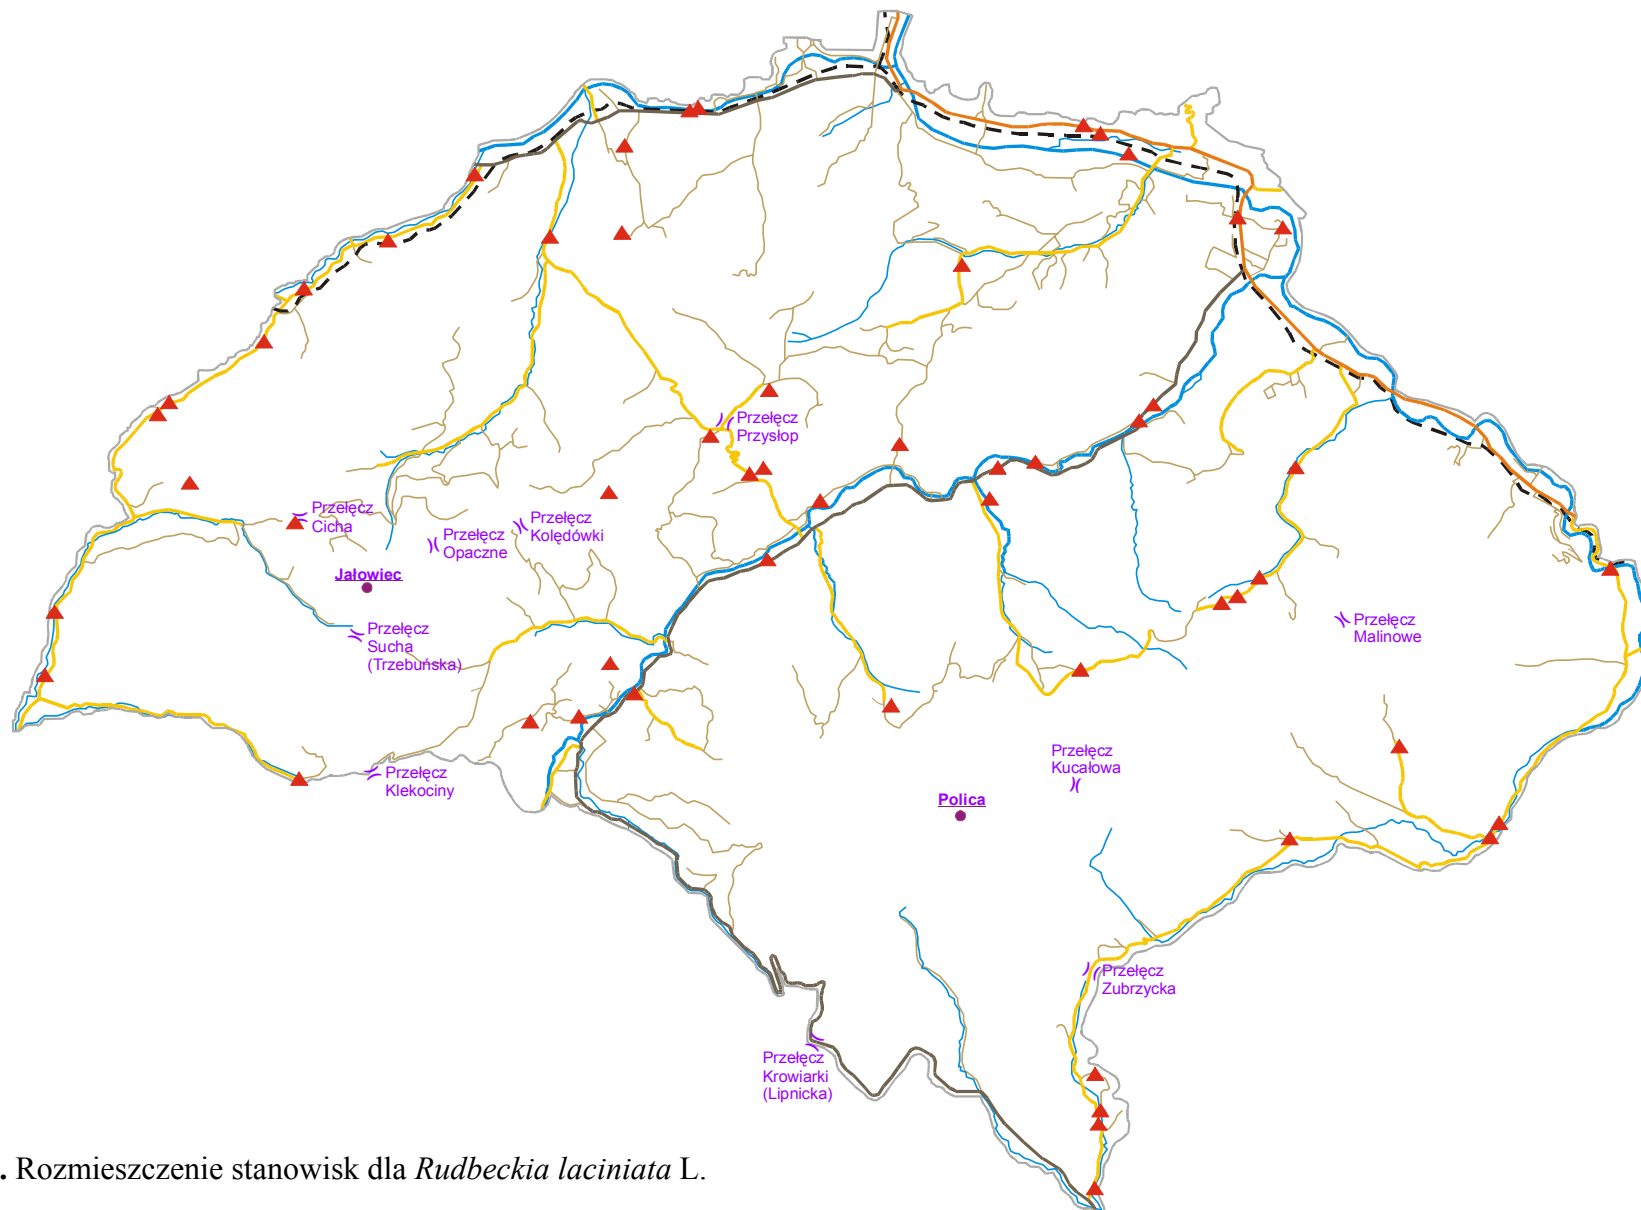 Przełęcz
Przysłop
Przełęcz
Cicha
Przełęcz
Opaczne
Przełęcz
Kolędówki
Jałowiec
Przełęcz
Sucha
(Trzebuńska)
Przełęcz
Malinowe
Przełęcz
Klekociny
Przełęcz
Kucałowa
Polica
Przełęcz
Zubrzycka
Przełęcz
Krowiarki
(Lipnicka)
. Rozmieszczenie stanowisk dla Rudbeckia laciniata L.